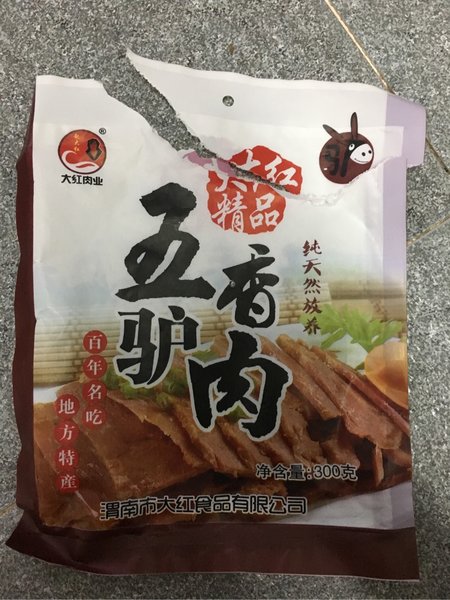 大红肉业
®
大红
精品
驴
纯天然放养
五香
驴肉
百年名吃
地方特產
净含量:300克
渭南市大红食品有限公司